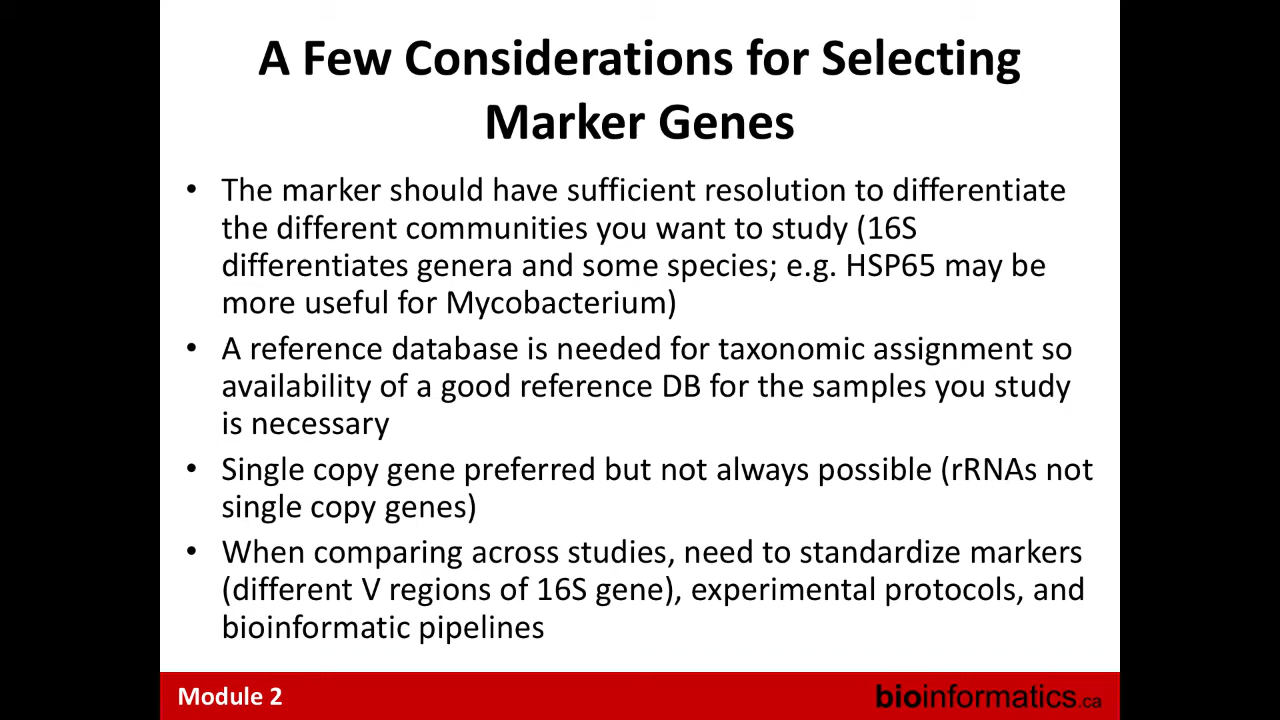 A Few Considerations for Selecting
Marker Genes
• The marker should have sufficient resolution to differentiate
the different communities you want to study (16S
differentiates genera and some species; e.g. HSP65 may be
more useful for Mycobacterium)
• A reference database is needed for taxonomic assignment so
availability of a good reference DB for the samples you study
is necessary
• Single copy gene preferred but not always possible (rRNAs not
single copy genes)
• When comparing across studies, need to standardize markers
(different V regions of 16S gene), experimental protocols, and
bioinformatic pipelines
Module 2
bioinformatics.ca